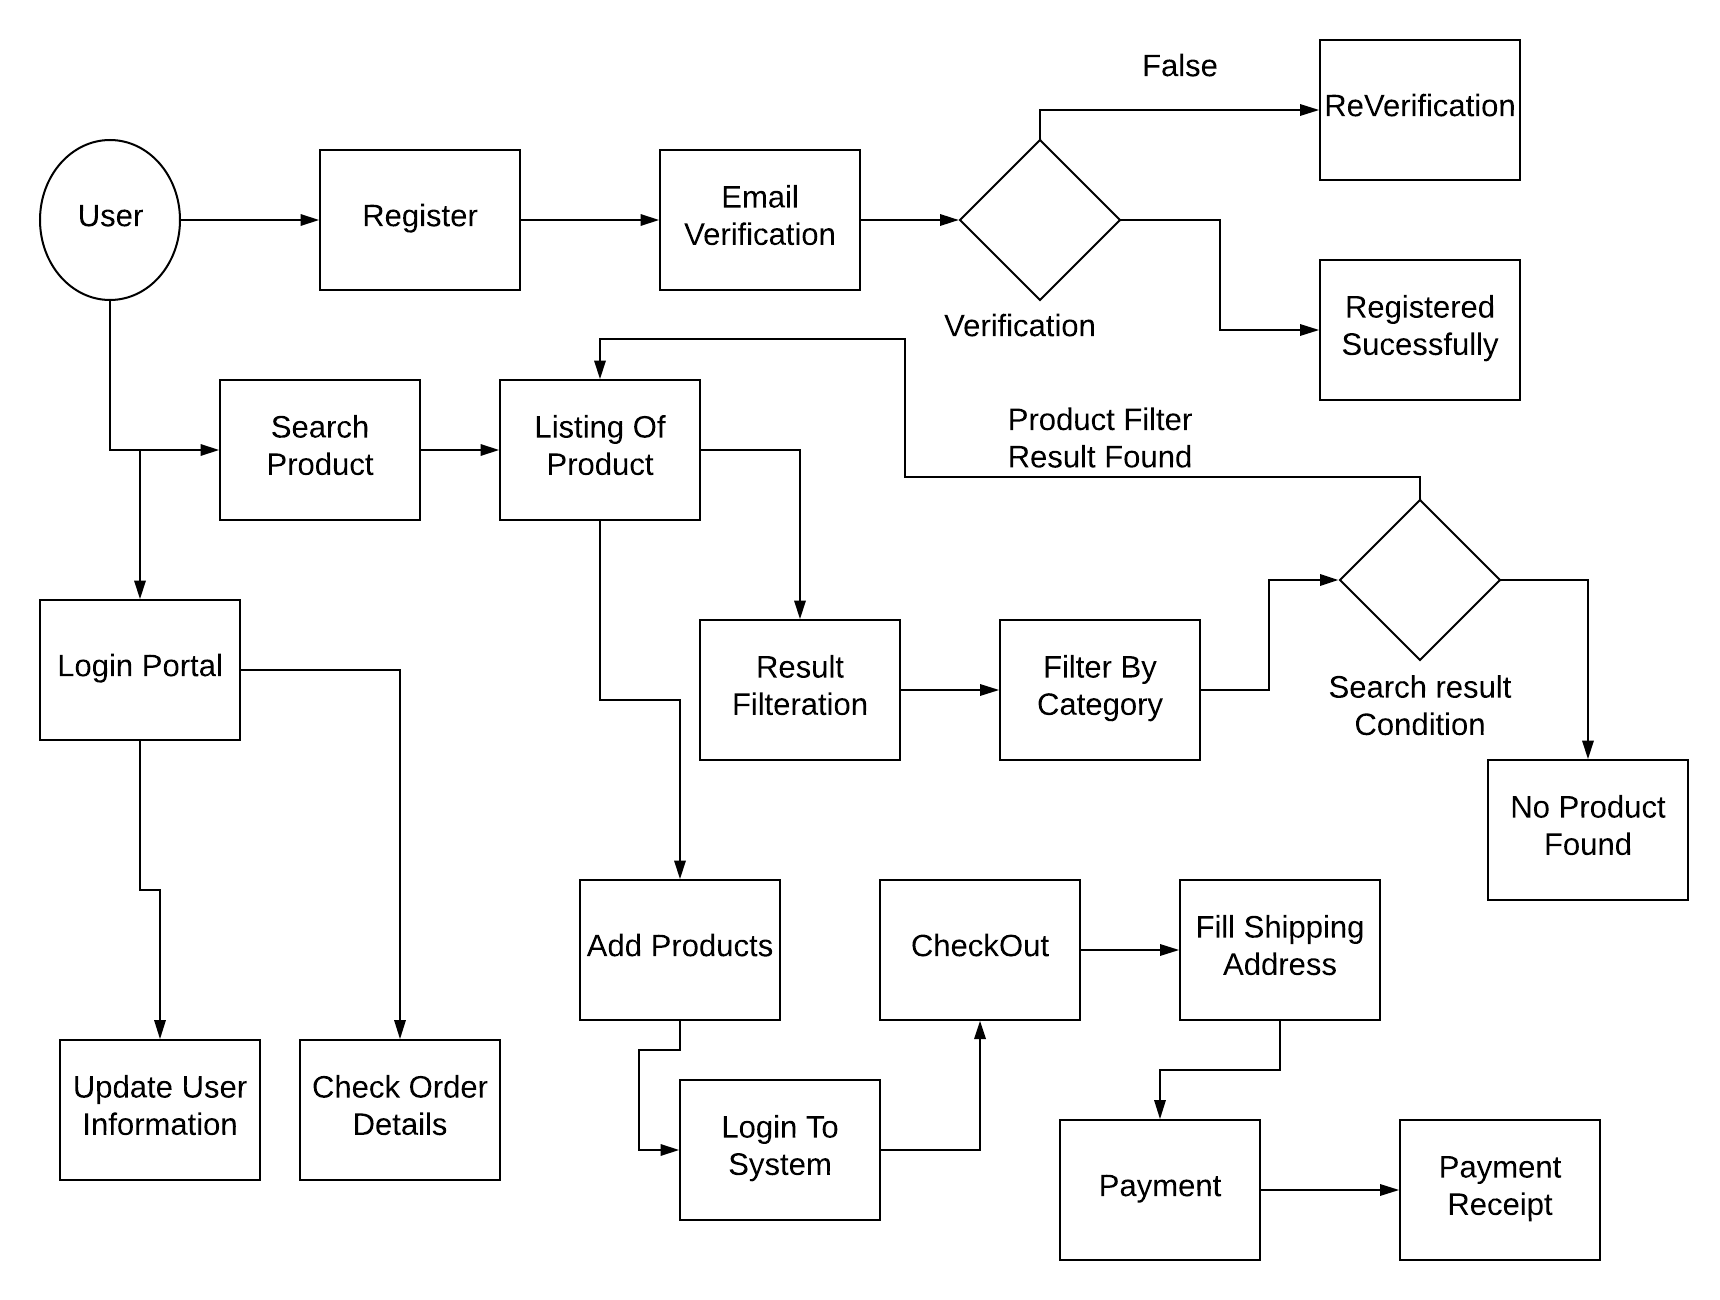 False
ReVerification
User
Register
Email
Verification
Verification
Registered
Sucessfully
Search
Product
Listing Of
Product
Product Filter
Result Found
Login Portal
Result
Filteration
Filter By
Category
Search result
Condition
No Product
Found
Add Products
CheckOut
Fill Shipping
Address
Update User
Information
Check Order
Details
Login To
System
Payment
Payment
Receipt